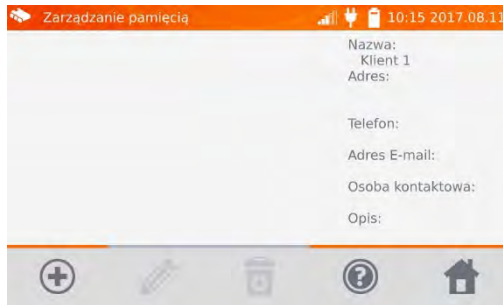 Zarządzanie pamięcią 10:15 2017.08.11
Nazwa:
Klient 1
Adres:
Telefon:
Adres E-mail:
Osoba kontaktowa:
Opis: